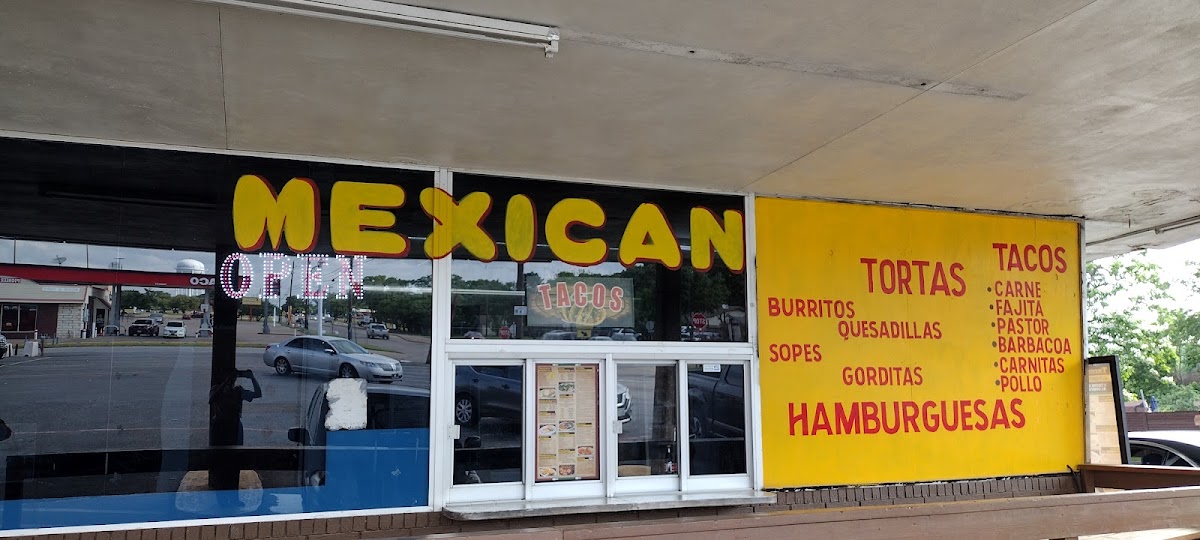 MEXICAN
OPEN
TACOS
TORTAS
BURRITOS
QUESADILLAS
SOPES
GORDITAS
HAMBURGUESAS
TACOS
•CARNE
•FAJITA
•PASTOR
•BARBACOA
•CARNITAS
•POLLO